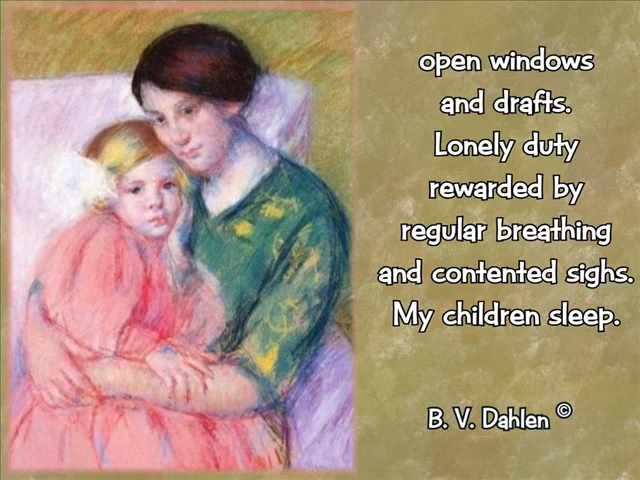 open windows
and drafts.
Lonely duty
rewarded by
regular breathing
and contented sighs.
My children sleep.
B. V. Dahlen ©